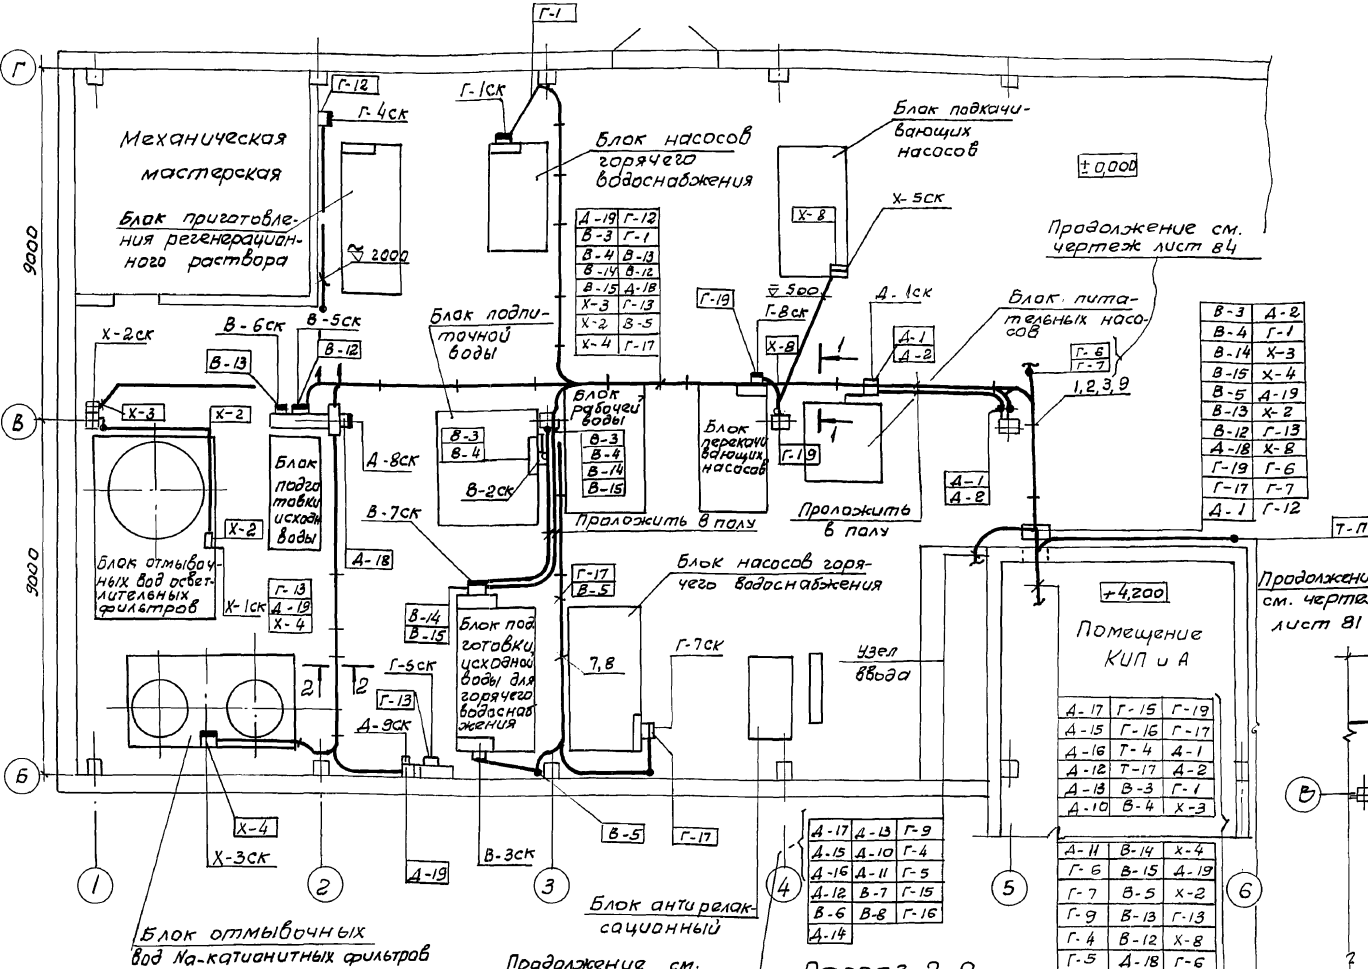 Г-1
Г
Г-12
Г-4ск
Г-1ск
Механическая
мастерская
Блок насосов
горячего
водоснабжения
Блок подкачи-
вающих
насосов
±0,000
Х-5ск
Х-8
Блок приготовле-
ния регенерацион-
ного раствора
2000
9000
Продолжение см.
чертеж лист 84
Д-19 Г-12
В-3 Г-1
В-4 В-13
В-14 В-12
В-15 Д-18
Х-3 Г-13
Х-2 В-5
Х-4 Г-17
Г-19
500
Г-8ск
Д-1ск
Блок пита-
тельных насо-
сов
В-3 Д-2
В-4 Г-1
В-14 Х-3
В-15 Х-4
В-5 Д-19
В-13 Х-2
В-12 Г-13
Д-18 Х-8
Г-19 Г-6
Г-17 Г-7
Д-1 Г-12
Х-2ск
В-6ск
В-5ск
В-13
В-12
Блок подпи-
точной
воды
Х-8
1
Д-1
Д-2
Г-6
Г-7
1,2,3,9
В
Х-3
Х-2
Блок
рабочей
воды
В-3
В-4
В-3
В-4
В-14
В-15
Блок
перекачи
вающих
насосов
1
Г-19
Блок
подго
товки
исходн
воды
Д-8ск
В-2ск
В-7ск
Проложить в полу
Проложить
в полу
Д-1
Д-2
Х-2
Т-П
9000
Блок отмывоч-
ных вод освет-
лительных
фильтров
Х-1ск
Д-18
Г-13
Д-19
Х-4
В-14
В-15
Г-17
В-5
Блок насосов горя-
чего водоснабжения
+4,200
Помещение
КИП и А
Продолжени
см. черте
лист 81
Блок под
готовки
исходной
воды для
горячего
водоснаб
жения
7,8
Г-7ск
Узел
ввода
2
2
Г-5ск
Г-13
Д-9ск
Д-17 Г-15 Г-19
Д-15 Г-16 Г-17
Д-16 Т-4 Д-1
Д-12 Т-17 Д-2
Д-13 В-3 Г-1
Д-10 В-4 Х-3
Б
В
Х-4
Х-3ск
Д-19
В-3ск
В-5
Г-17
Д-17 Д-13 Г-9
Д-15 Д-10 Г-4
Д-16 Д-11 Г-5
Д-12 В-7 Г-15
В-6 В-8 Г-16
Д-14
Д-11 В-14 Х-4
Г-6 В-15 Д-19
Г-7 В-5 Х-2
Г-9 В-13 Г-13
Г-4 В-12 Х-8
Г-5 Д-18 Г-6
1
2
3
4
5
6
Блок отмывочных
вод Na-катионитных фильтров
Блок антирелак-
сационный
Продолжение см.